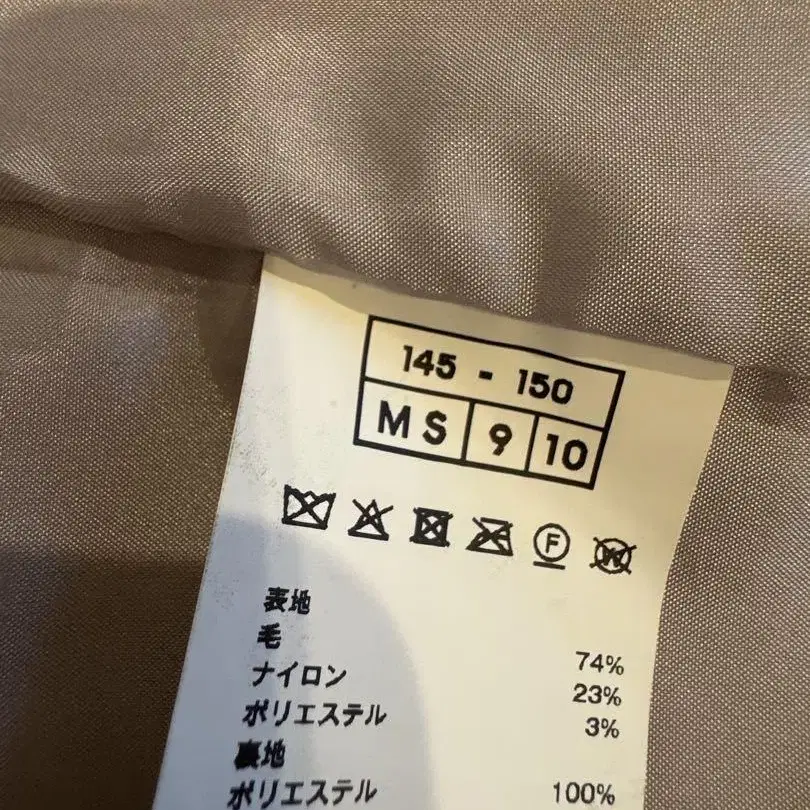 145 - 150
MS 9 10
F W
表地
毛 74%
ナイロン 23%
ポリエステル 3%
裏地
ポリエステル 100%